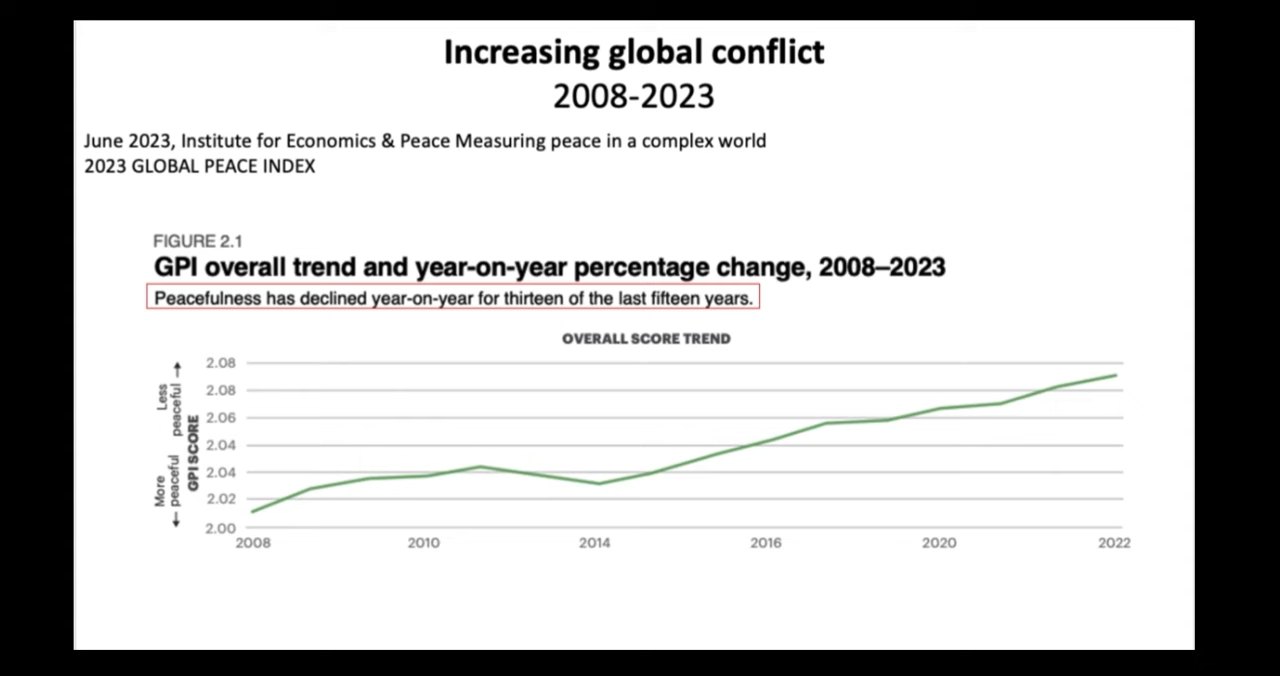 Increasing global conflict
2008-2023
June 2023, Institute for Economics & Peace Measuring peace in a complex world
2023 GLOBAL PEACE INDEX
FIGURE 2.1
GPI overall trend and year-on-year percentage change, 2008–2023
Peacefulness has declined year-on-year for thirteen of the last fifteen years.
OVERALL SCORE TREND
Less
peaceful →
More
← peaceful
GPI SCORE
2.08
2.08
2.06
2.04
2.04
2.02
2.00
2008 2010 2014 2016 2020 2022